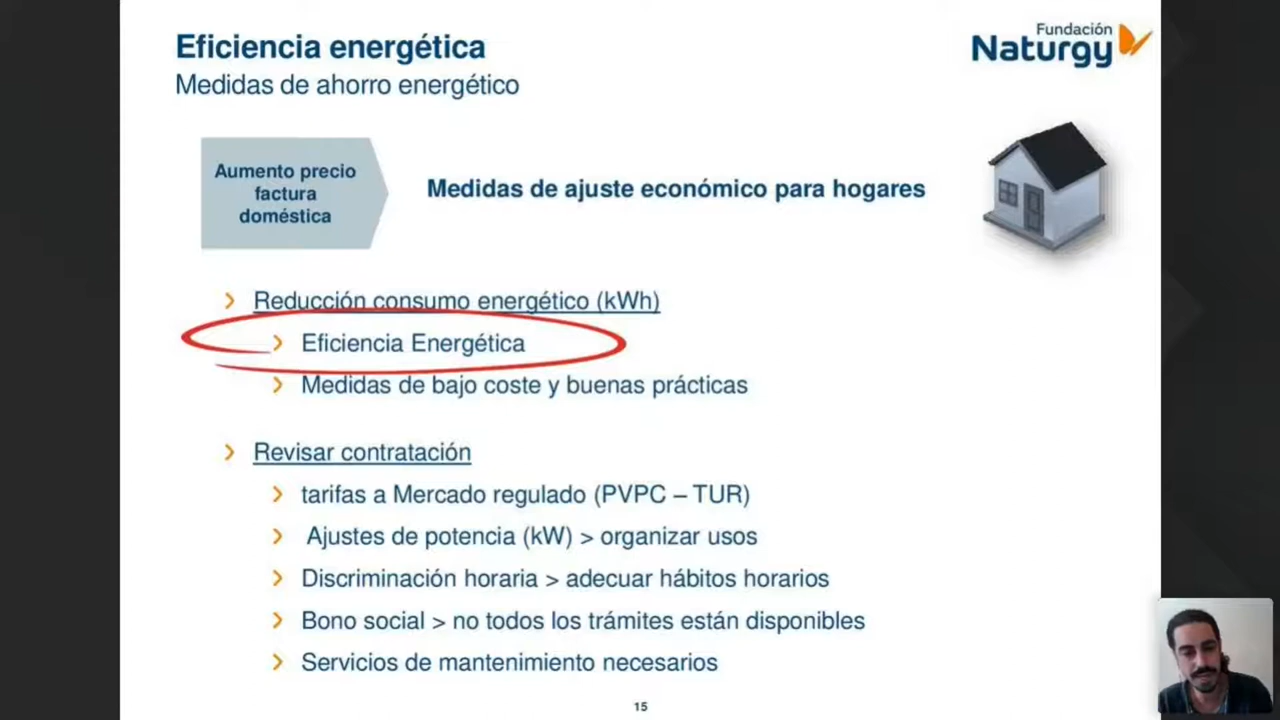 Eficiencia energética
Medidas de ahorro energético
Fundación
Naturgy
Aumento precio
factura
doméstica
Medidas de ajuste económico para hogares
Reducción consumo energético (kWh)
Eficiencia Energética
Medidas de bajo coste y buenas prácticas
Revisar contratación
tarifas a Mercado regulado (PVPC – TUR)
Ajustes de potencia (kW) > organizar usos
Discriminación horaria > adecuar hábitos horarios
Bono social > no todos los trámites están disponibles
Servicios de mantenimiento necesarios
15